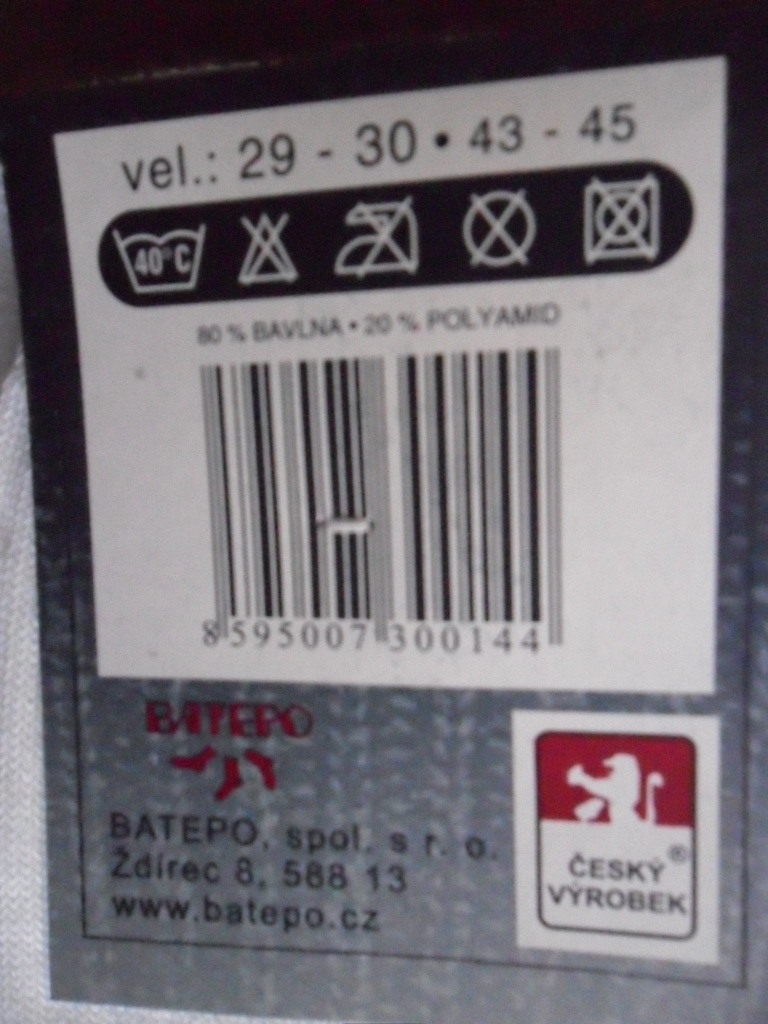 vel.: 29 - 30 • 43 - 45
40°C
80 % BAVLNA • 20 % POLYAMID
8 595007 300144
BATEPO
BATEPO, spol. s r. o.
Ždírec 8, 588 13
www.batepo.cz
ČESKÝ ®
VÝROBEK